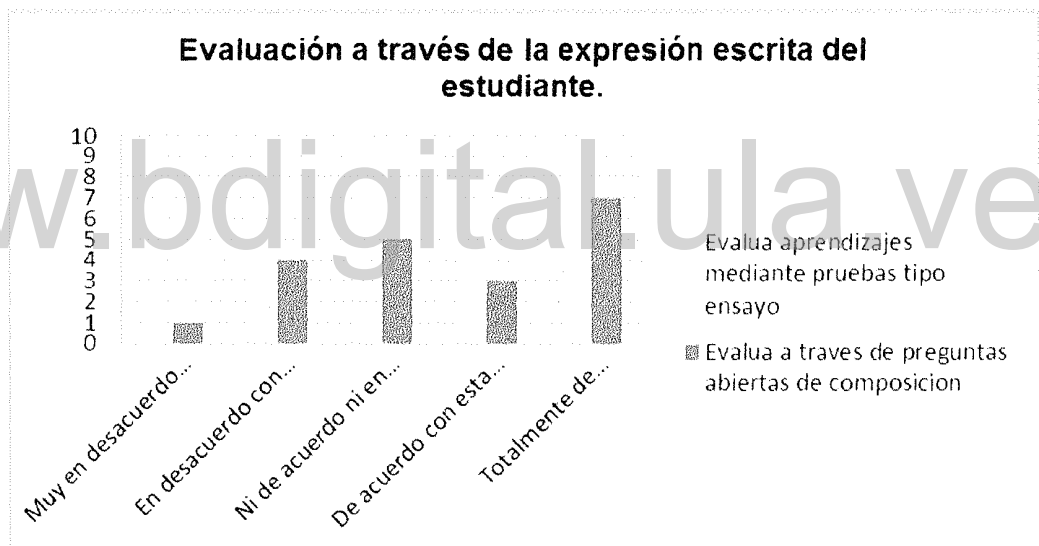 Evaluación a través de la expresión escrita del
estudiante.
10
9
8
7
6
5
4
3
2
1
0
Muy en desacuerdo...
En desacuerdo con...
Ni de acuerdo ni en...
De acuerdo con esta...
Totalmente de...
Evalua aprendizajes
mediante pruebas tipo
ensayo
Evalua a traves de preguntas
abiertas de composicion
w.bdigital.ula.ve